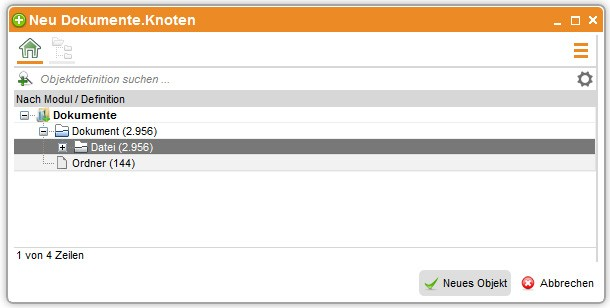 Neu Dokumente.Knoten
Objektdefinition suchen ...
Nach Modul / Definition
Dokumente
Dokument (2.956)
Datei (2.956)
Ordner (144)
1 von 4 Zeilen
Neues Objekt
Abbrechen